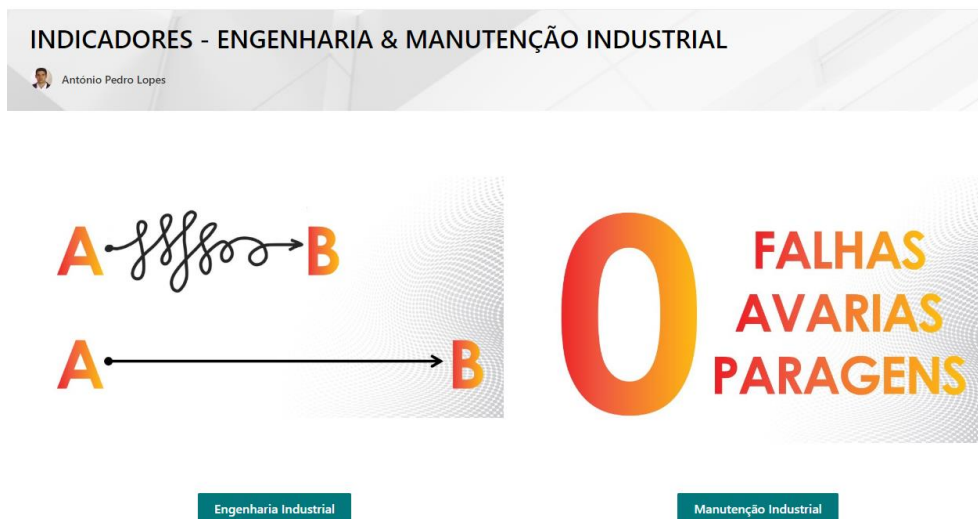 INDICADORES - ENGENHARIA & MANUTENÇÃO INDUSTRIAL
António Pedro Lopes
A B
A B
0 FALHAS
AVARIAS
PARAGENS
Engenharia Industrial
Manutenção Industrial